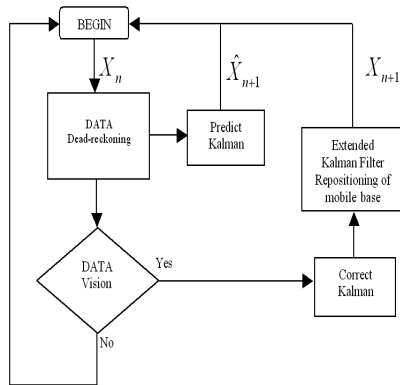 BEGIN
X_n
X̂_{n+1}
X_{n+1}
DATA
Dead-reckoning
Predict
Kalman
Extended
Kalman Filter
Repositioning of
mobile base
DATA
Vision
Yes
Correct
Kalman
No